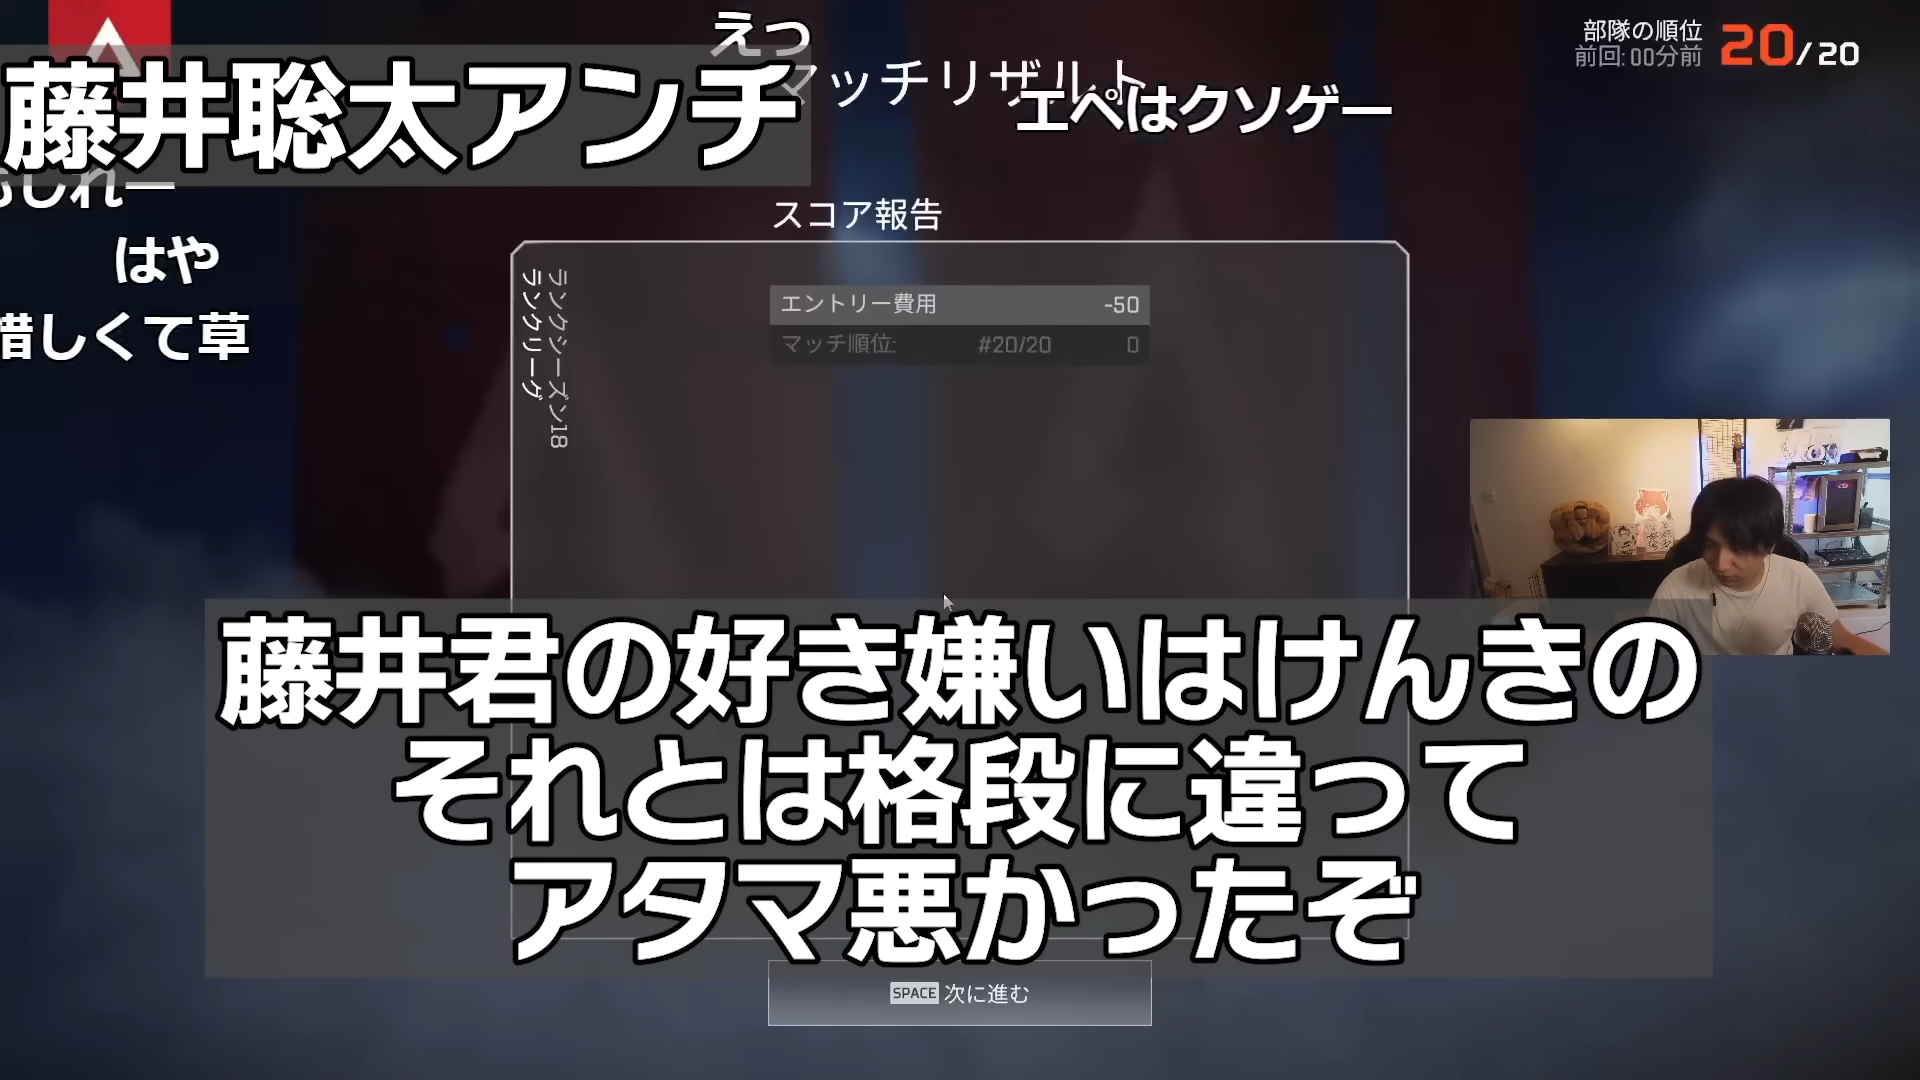 えっ
部隊の順位
前回:00分前
20/20
マッチリザルト
エペはクソゲー
藤井聡太アンチ
もしれー
はや
惜しくて草
スコア報告
ランクシーズン18
ランクリーグ
エントリー費用 -50
マッチ順位: #20/20 0
藤井君の好き嫌いはけんきの
それとは格段に違って
アタマ悪かったぞ
SPACE 次に進む